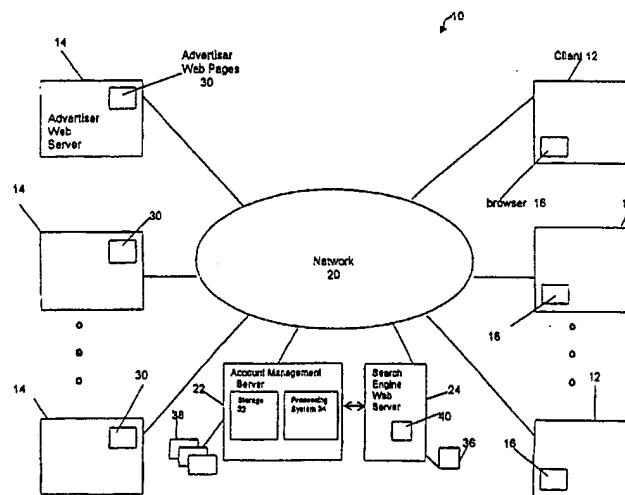 10
14
Advertiser
Web Pages
30
Advertiser
Web
Server
Client 12
browser 16
14
30
Network
20
16
14
30
38
22
Account Management
Server
Storage
32
Processing
System 34
Search
Engine
Web
Server
40
24
36
12
16